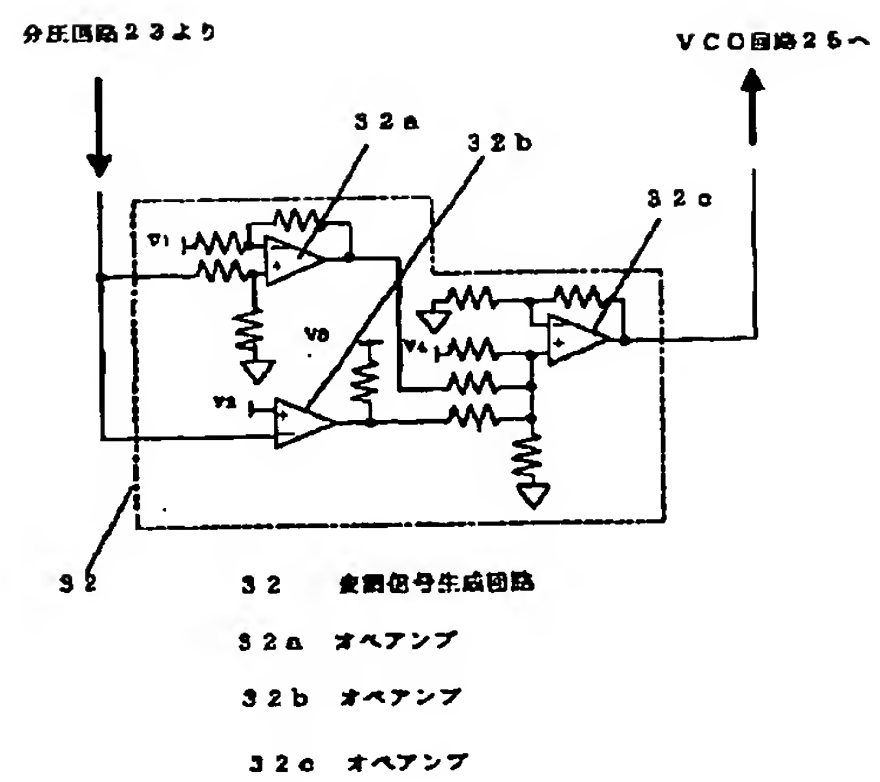 分圧回路23より
VCO回路25へ
32a
32b
32c
V1
V3
V4
V2
32
32 変調信号生成回路
32a オペアンプ
32b オペアンプ
32c オペアンプ